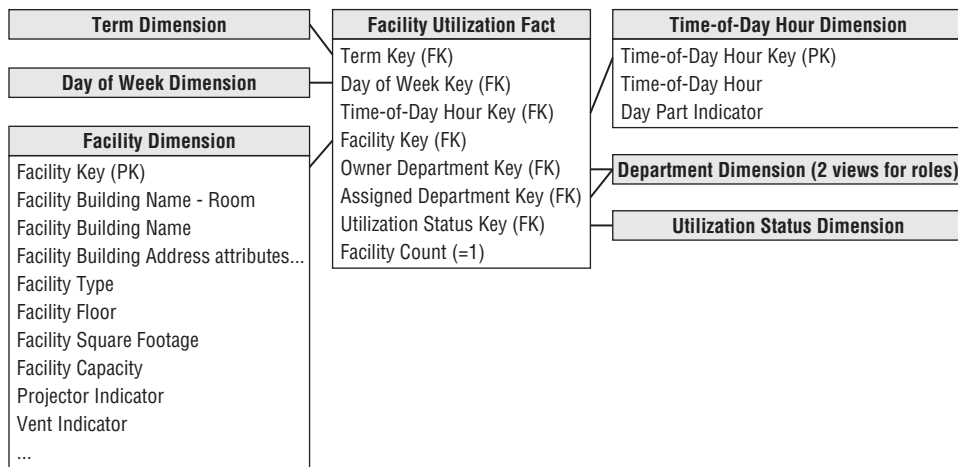 Term Dimension
Day of Week Dimension
Facility Dimension
Facility Key (PK)
Facility Building Name - Room
Facility Building Name
Facility Building Address attributes...
Facility Type
Facility Floor
Facility Square Footage
Facility Capacity
Projector Indicator
Vent Indicator
...
Facility Utilization Fact
Term Key (FK)
Day of Week Key (FK)
Time-of-Day Hour Key (FK)
Facility Key (FK)
Owner Department Key (FK)
Assigned Department Key (FK)
Utilization Status Key (FK)
Facility Count (=1)
Time-of-Day Hour Dimension
Time-of-Day Hour Key (PK)
Time-of-Day Hour
Day Part Indicator
Department Dimension (2 views for roles)
Utilization Status Dimension